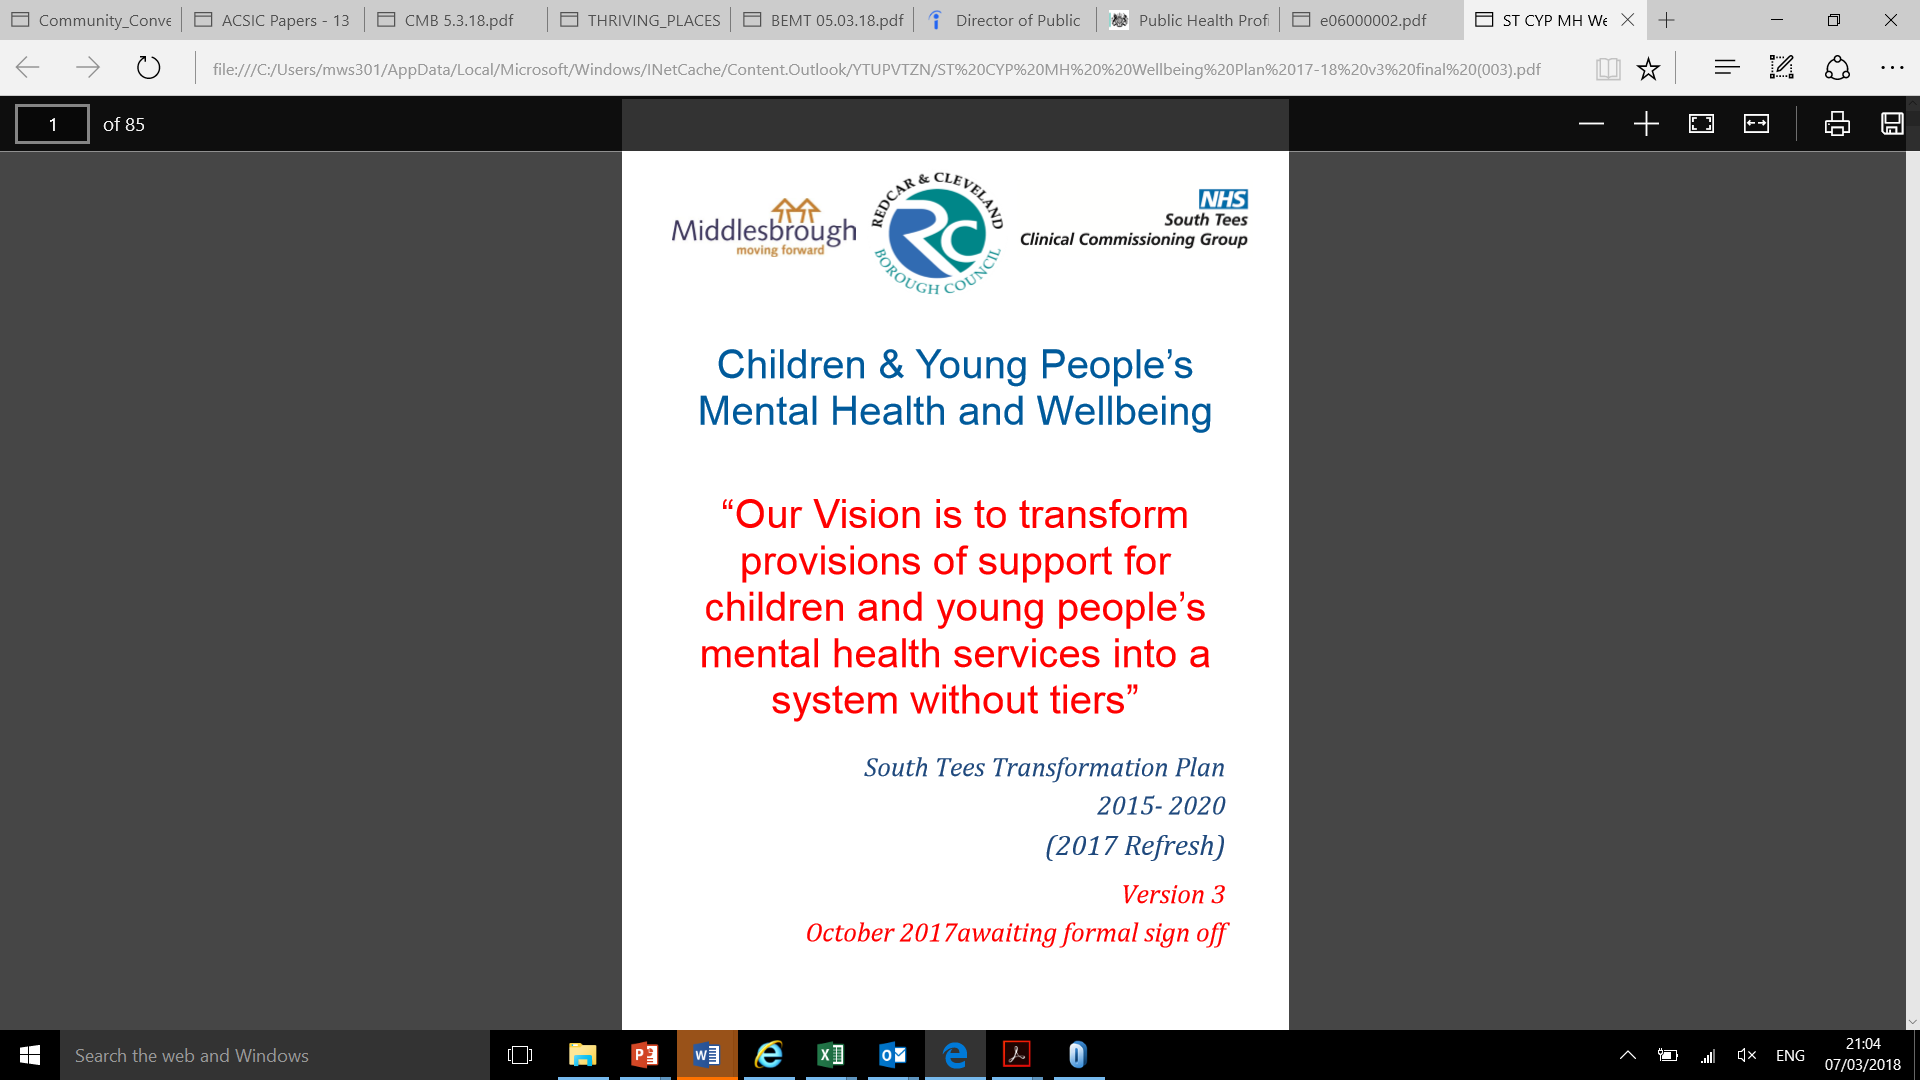 Community_Conve
ACSIC Papers - 13
CMB 5.3.18.pdf
THRIVING_PLACES
BEMT 05.03.18.pdf
Director of Public
Public Health Profi
e06000002.pdf
ST CYP MH We
file:///C:/Users/mws301/AppData/Local/Microsoft/Windows/INetCache/Content.Outlook/YTUPVTZN/ST%20CYP%20MH%20%20Wellbeing%20Plan%2017-18%20v3%20final%20(003).pdf
1 of 85
Middlesbrough
moving forward
REDCAR & CLEVELAND
RC
BOROUGH COUNCIL
NHS
South Tees
Clinical Commissioning Group
Children & Young People’s
Mental Health and Wellbeing
“Our Vision is to transform
provisions of support for
children and young people’s
mental health services into a
system without tiers”
South Tees Transformation Plan
2015- 2020
(2017 Refresh)
Version 3
October 2017awaiting formal sign off
Search the web and Windows
ENG
21:04
07/03/2018